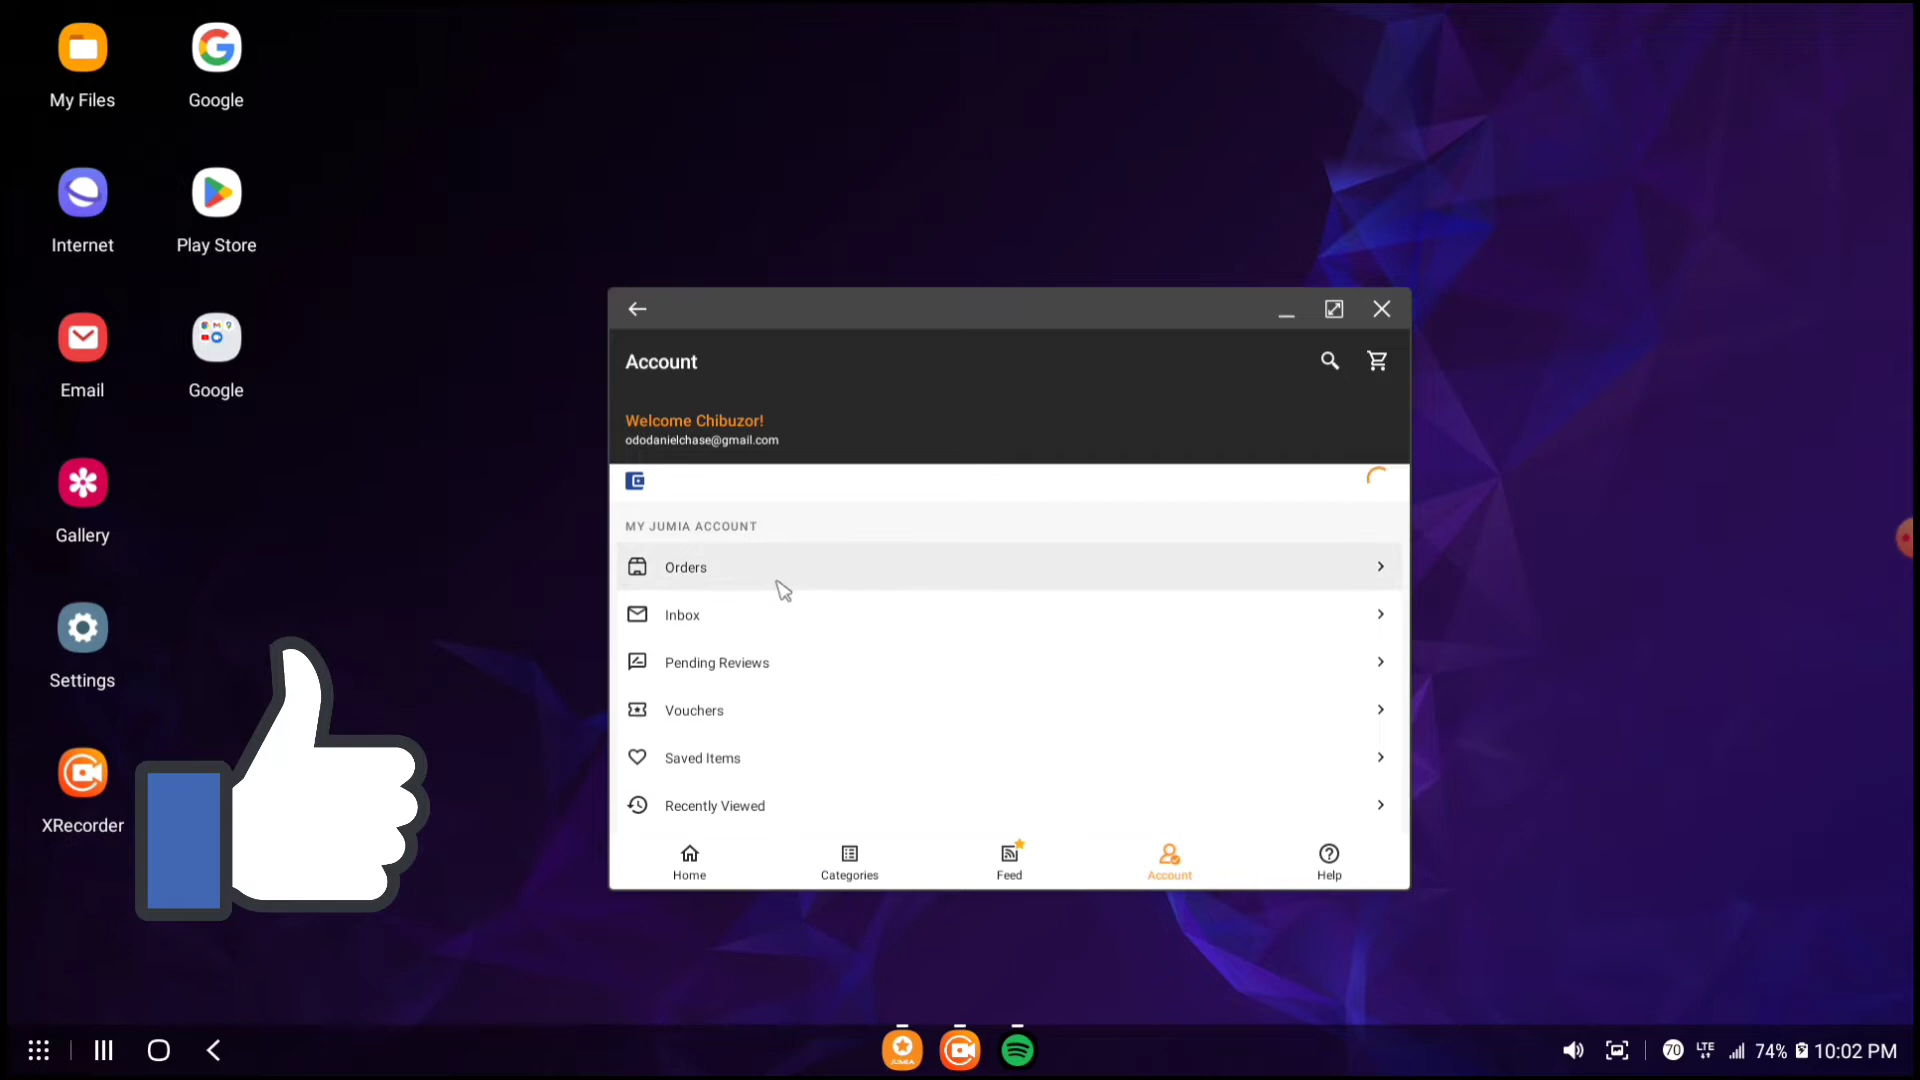 My Files
Google
Internet
Play Store
Email
Google
Gallery
Settings
XRecorder
Account
Welcome Chibuzor!
ododanielchase@gmail.com
MY JUMIA ACCOUNT
Orders
Inbox
Pending Reviews
Vouchers
Saved Items
Recently Viewed
Home
Categories
Feed
Account
Help
JUMIA
70
LTE
74%
10:02 PM